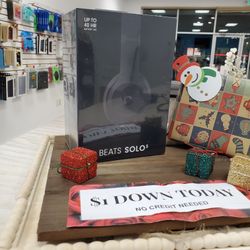 UP TO
40 HR
BEATS SOLO³
$1 DOWN TODAY
NO CREDIT NEEDED